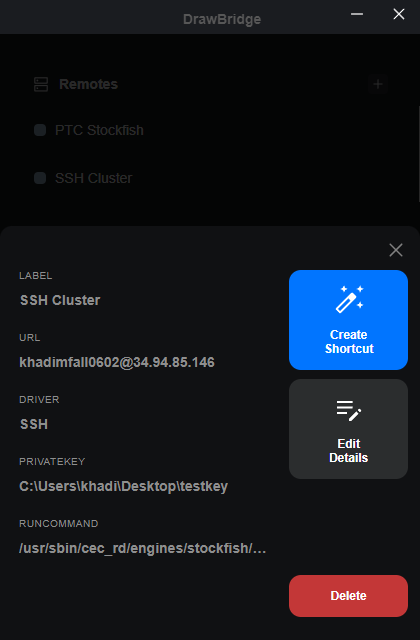 DrawBridge
Remotes
PTC Stockfish
SSH Cluster
LABEL
SSH Cluster
URL
khadimfall0602@34.94.85.146
DRIVER
SSH
PRIVATEKEY
C:\Users\khadi\Desktop\testkey
RUNCOMMAND
/usr/sbin/cec_rd/engines/stockfish/...
Create
Shortcut
Edit
Details
Delete